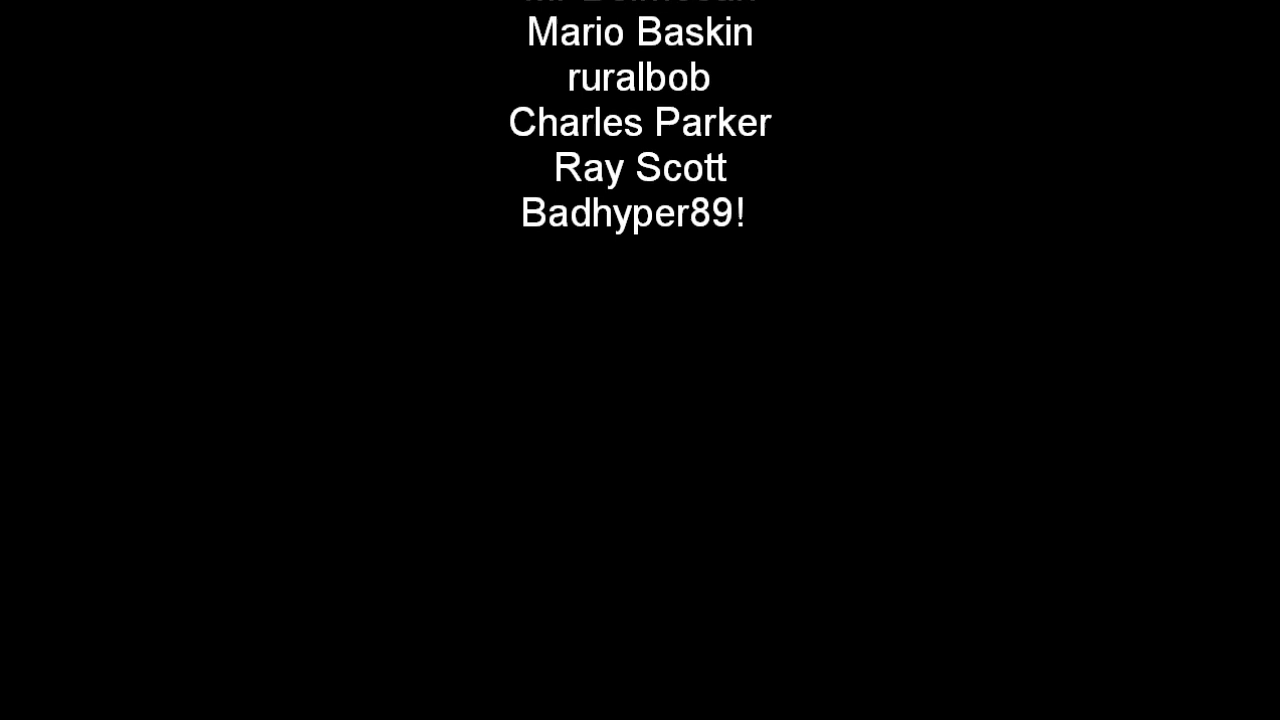 Mario Baskin
ruralbob
Charles Parker
Ray Scott
Badhyper89!